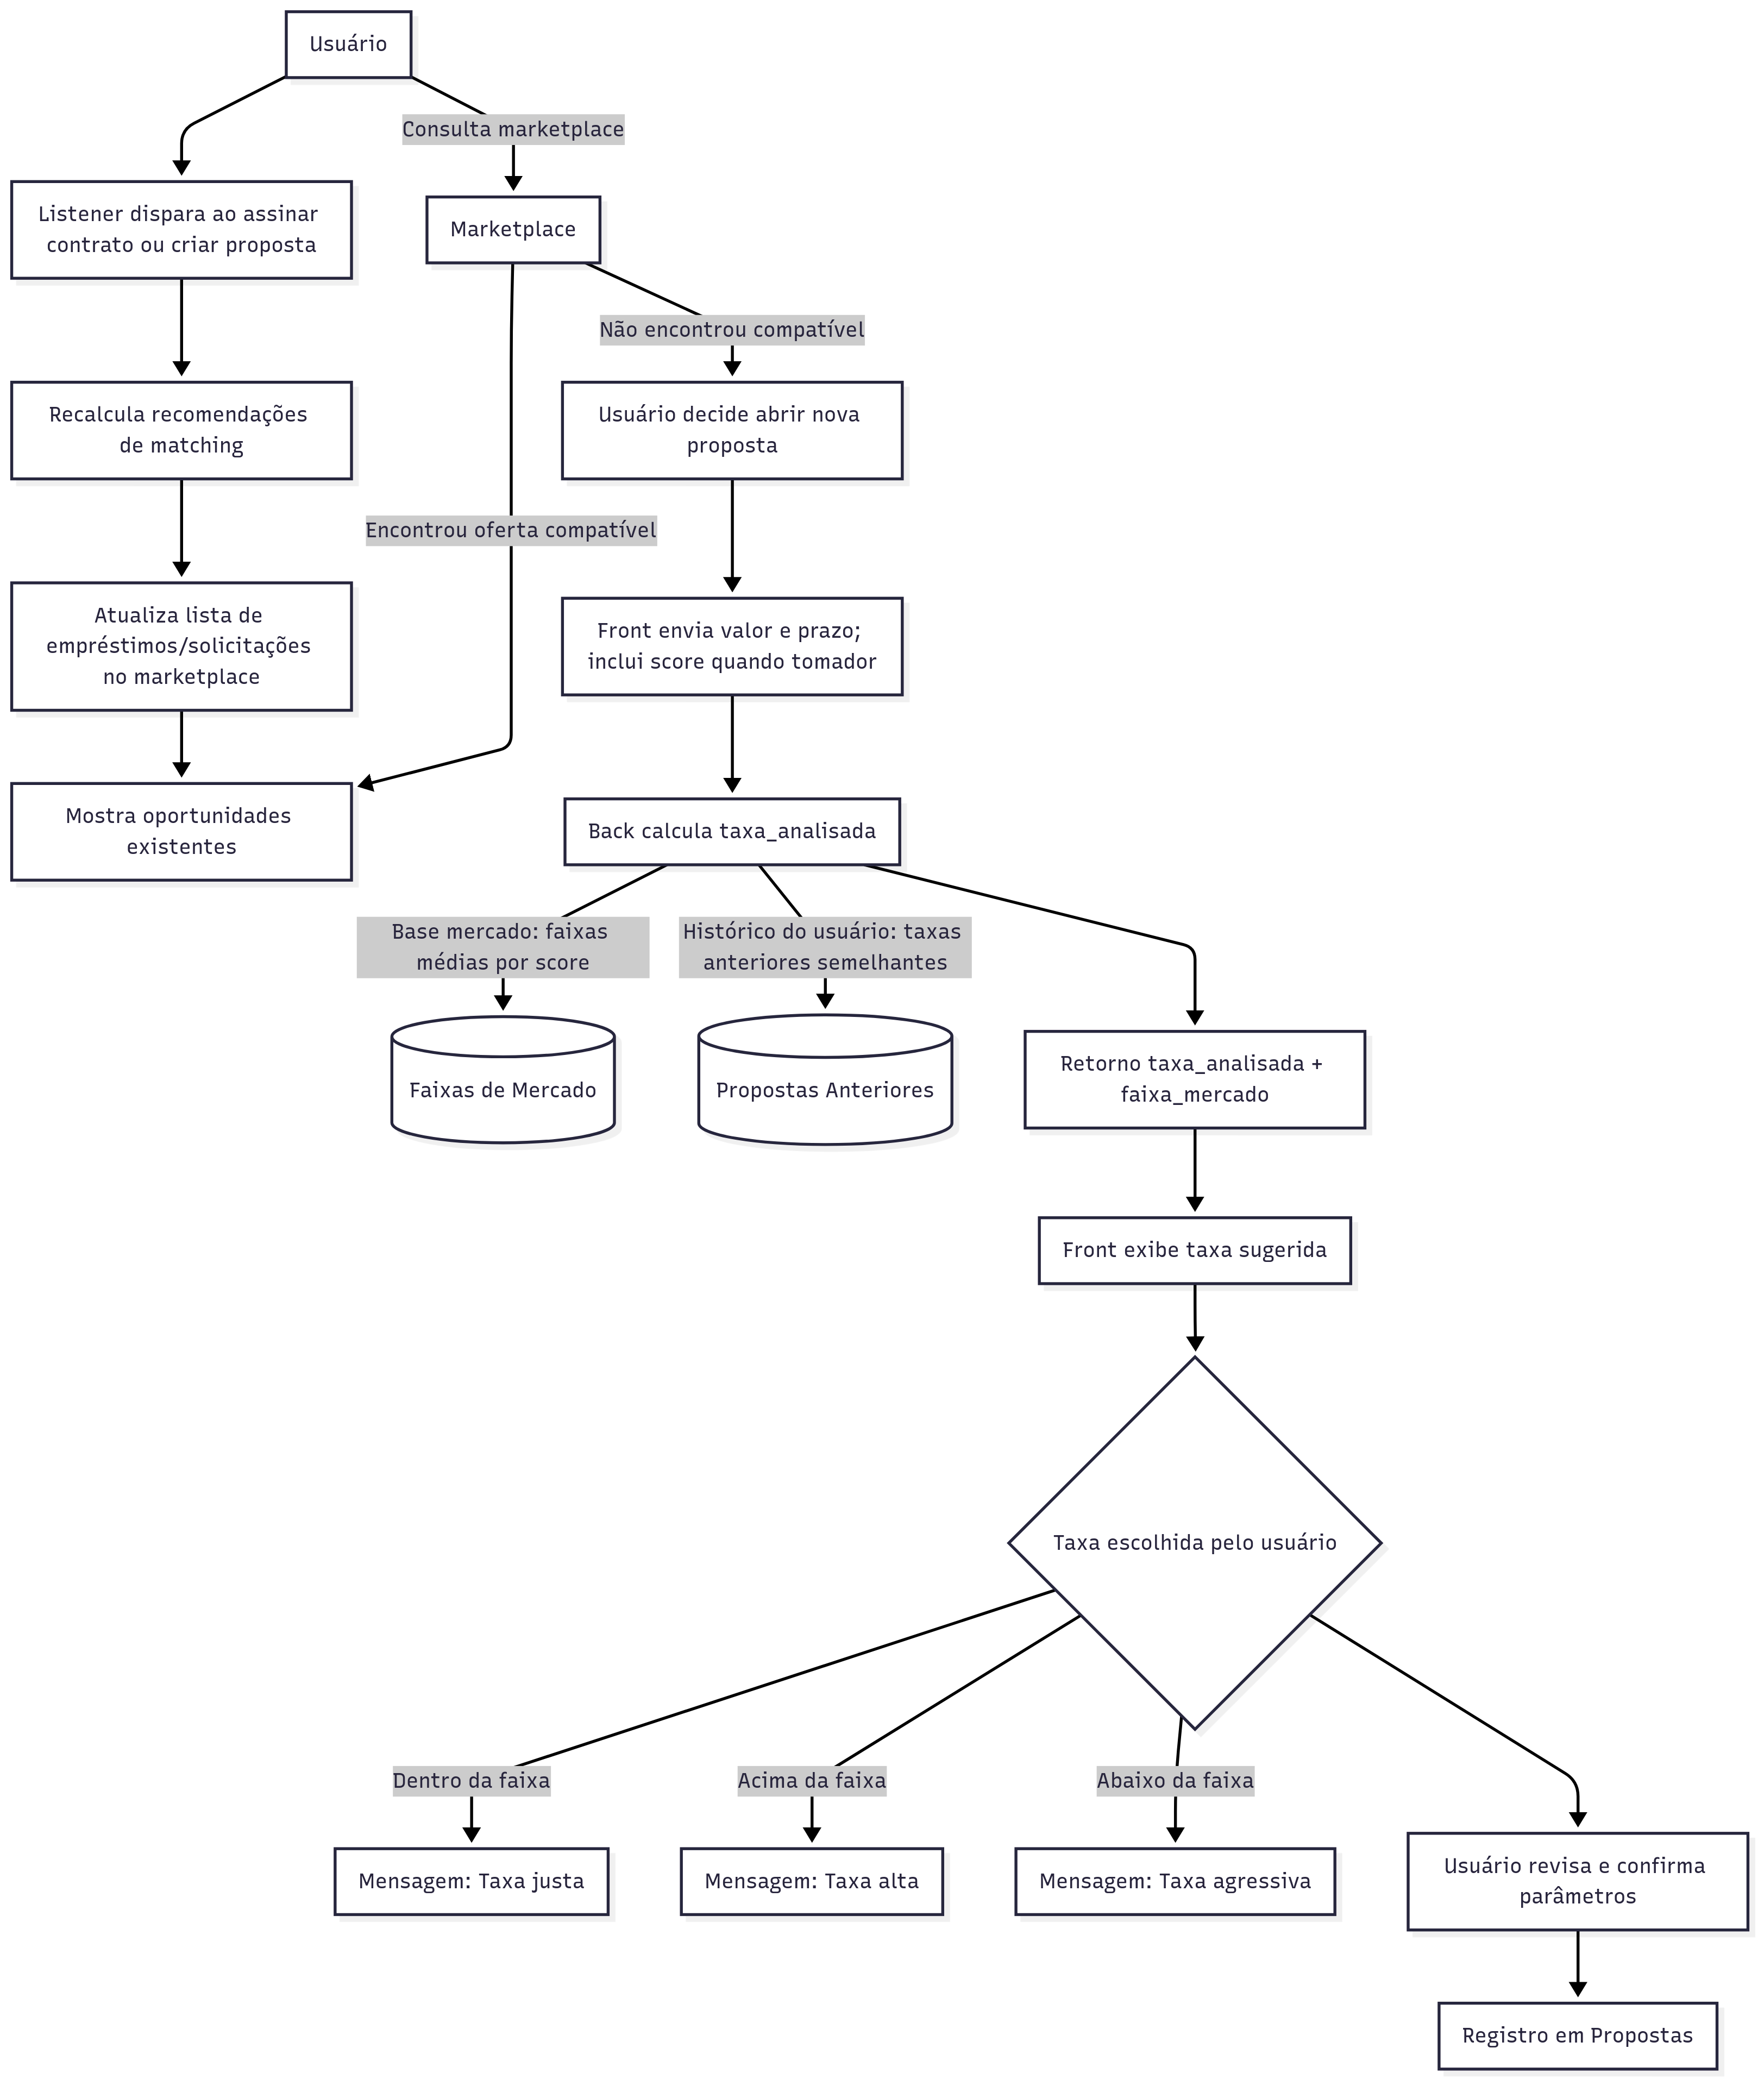 Usuário
Consulta marketplace
Listener dispara ao assinar
contrato ou criar proposta
Marketplace
Não encontrou compatível
Recalcula recomendações
de matching
Usuário decide abrir nova
proposta
Encontrou oferta compatível
Atualiza lista de
empréstimos/solicitações
no marketplace
Front envia valor e prazo;
inclui score quando tomador
Mostra oportunidades
existentes
Back calcula taxa_analisada
Base mercado: faixas
médias por score
Histórico do usuário: taxas
anteriores semelhantes
Faixas de Mercado
Propostas Anteriores
Retorno taxa_analisada +
faixa_mercado
Front exibe taxa sugerida
Taxa escolhida pelo usuário
Dentro da faixa
Acima da faixa
Abaixo da faixa
Mensagem: Taxa justa
Mensagem: Taxa alta
Mensagem: Taxa agressiva
Usuário revisa e confirma
parâmetros
Registro em Propostas